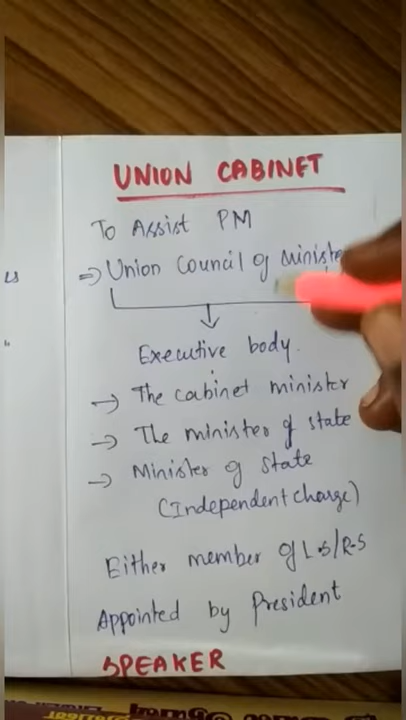 UNION CABINET
To Assist PM
⇒ Union Council of Ministe
Executive body.
→ The cabinet minister
→ The minister of state
→ Minister of State
(Independent Charge)
Either member of L.S/R.S
Appointed by President
SPEAKER